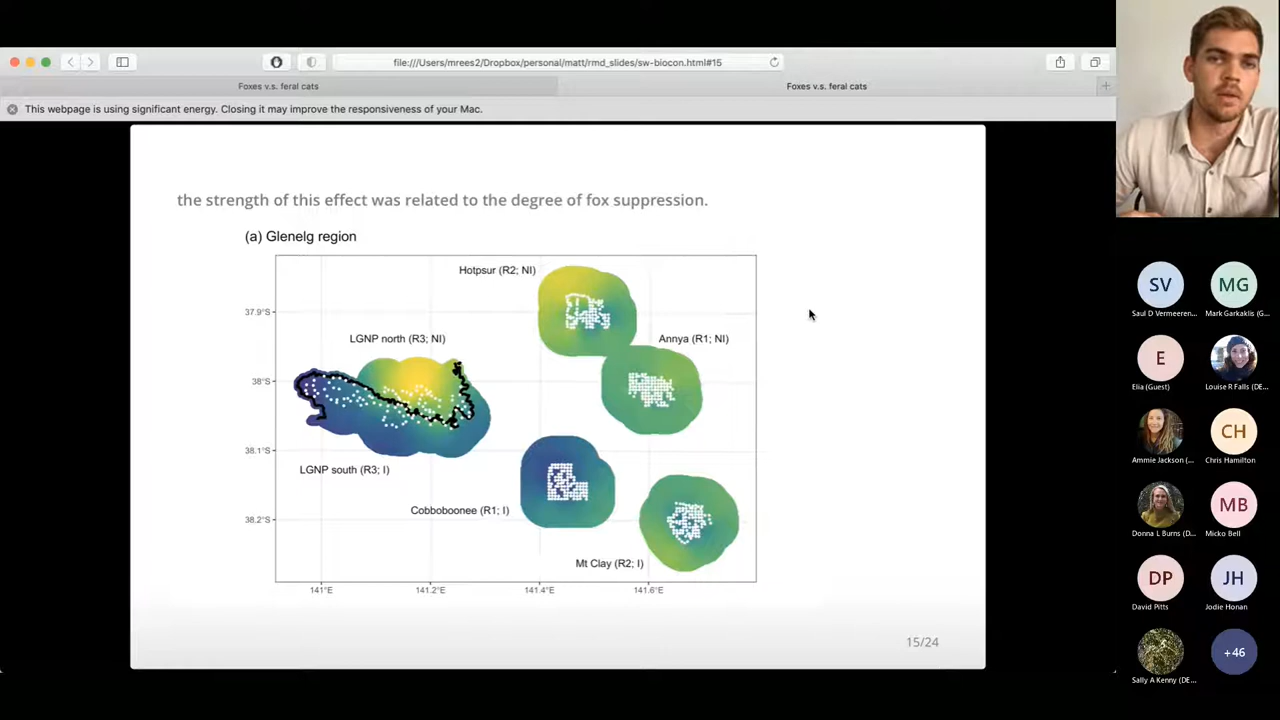 file:///Users/mrees2/Dropbox/personal/matt/rmd_slides/sw-biocon.html#15
Foxes v.s. feral cats
Foxes v.s. feral cats
This webpage is using significant energy. Closing it may improve the responsiveness of your Mac.
the strength of this effect was related to the degree of fox suppression.
(a) Glenelg region
Hotpsur (R2; NI)
37.9°S
LGNP north (R3; NI)
Annya (R1; NI)
38°S
38.1°S
LGNP south (R3; I)
Cobboboonee (R1; I)
38.2°S
Mt Clay (R2; I)
141°E
141.2°E
141.4°E
141.6°E
15/24
SV
MG
Saul D Vermeeren...
Mark Garkaklis (G...
E
Elia (Guest)
Louise R Falls (DE...
CH
Ammie Jackson (...
Chris Hamilton
MB
Donna L Burns (D...
Micko Bell
DP
JH
David Pitts
Jodie Honan
+46
Sally A Kenny (DE...